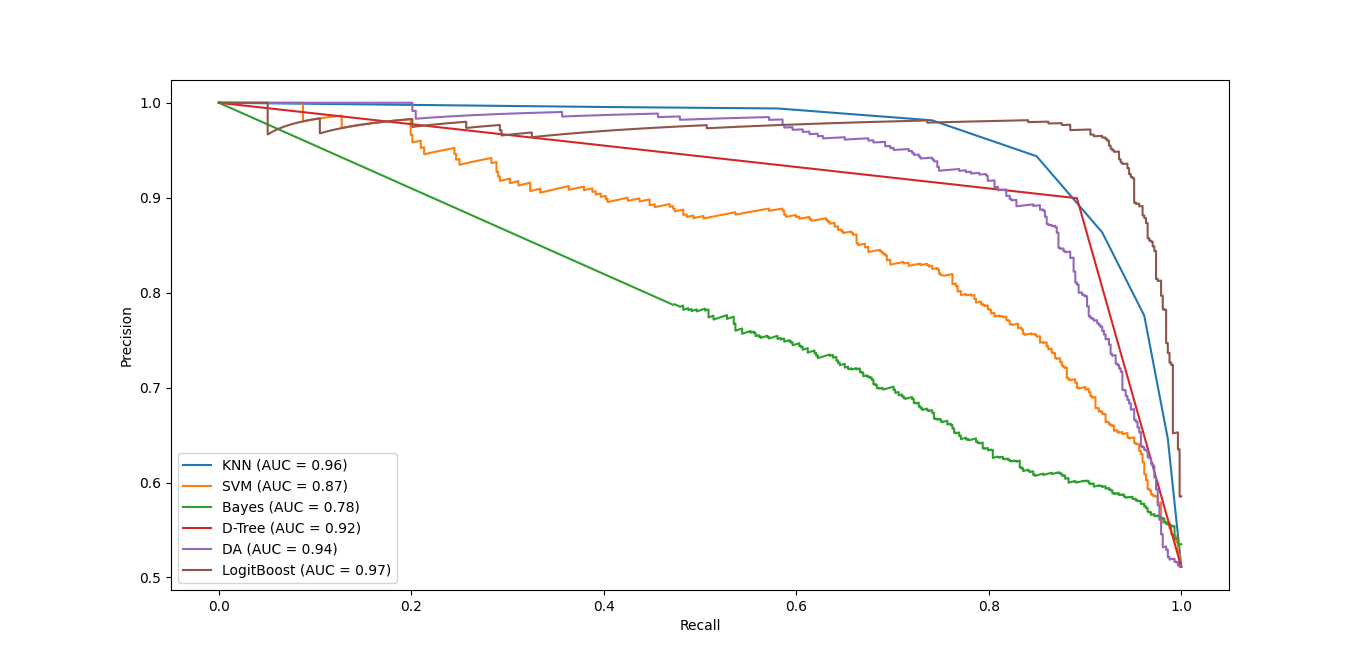 1.0
0.9
0.8
0.7
0.6
0.5
Precision
KNN (AUC = 0.96)
SVM (AUC = 0.87)
Bayes (AUC = 0.78)
D-Tree (AUC = 0.92)
DA (AUC = 0.94)
LogitBoost (AUC = 0.97)
0.0 0.2 0.4 0.6 0.8 1.0
Recall